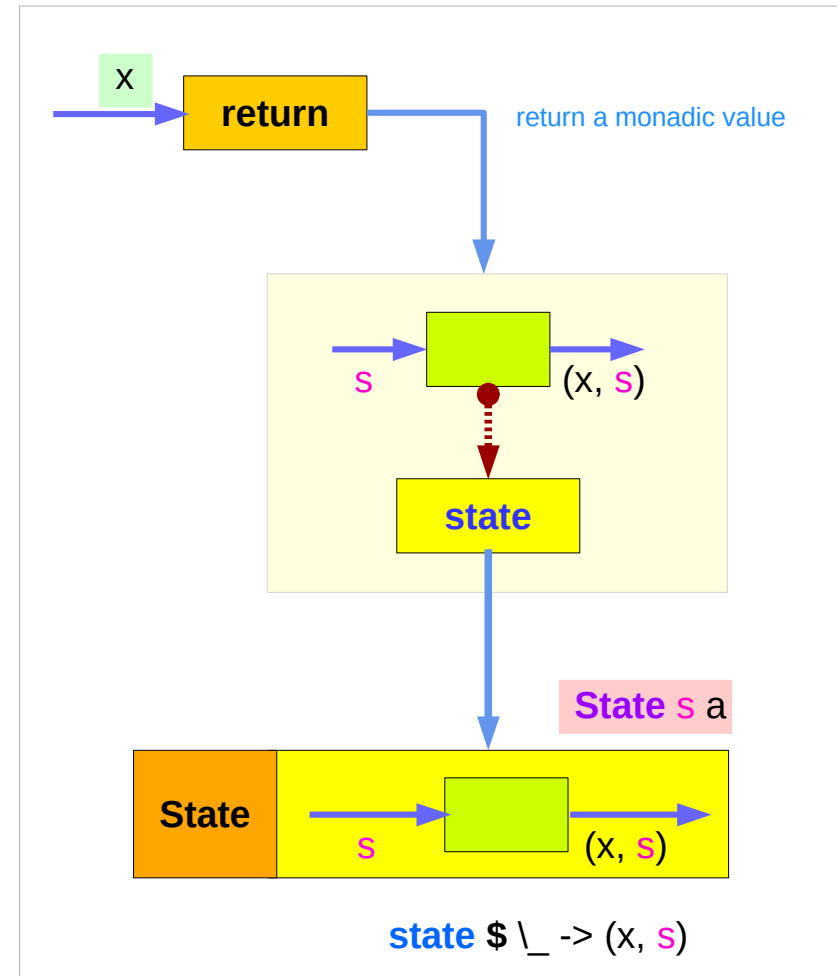 x
return
return a monadic value
s
(x, s)
state
State s a
State
s
(x, s)
state $ \_ -> (x, s)